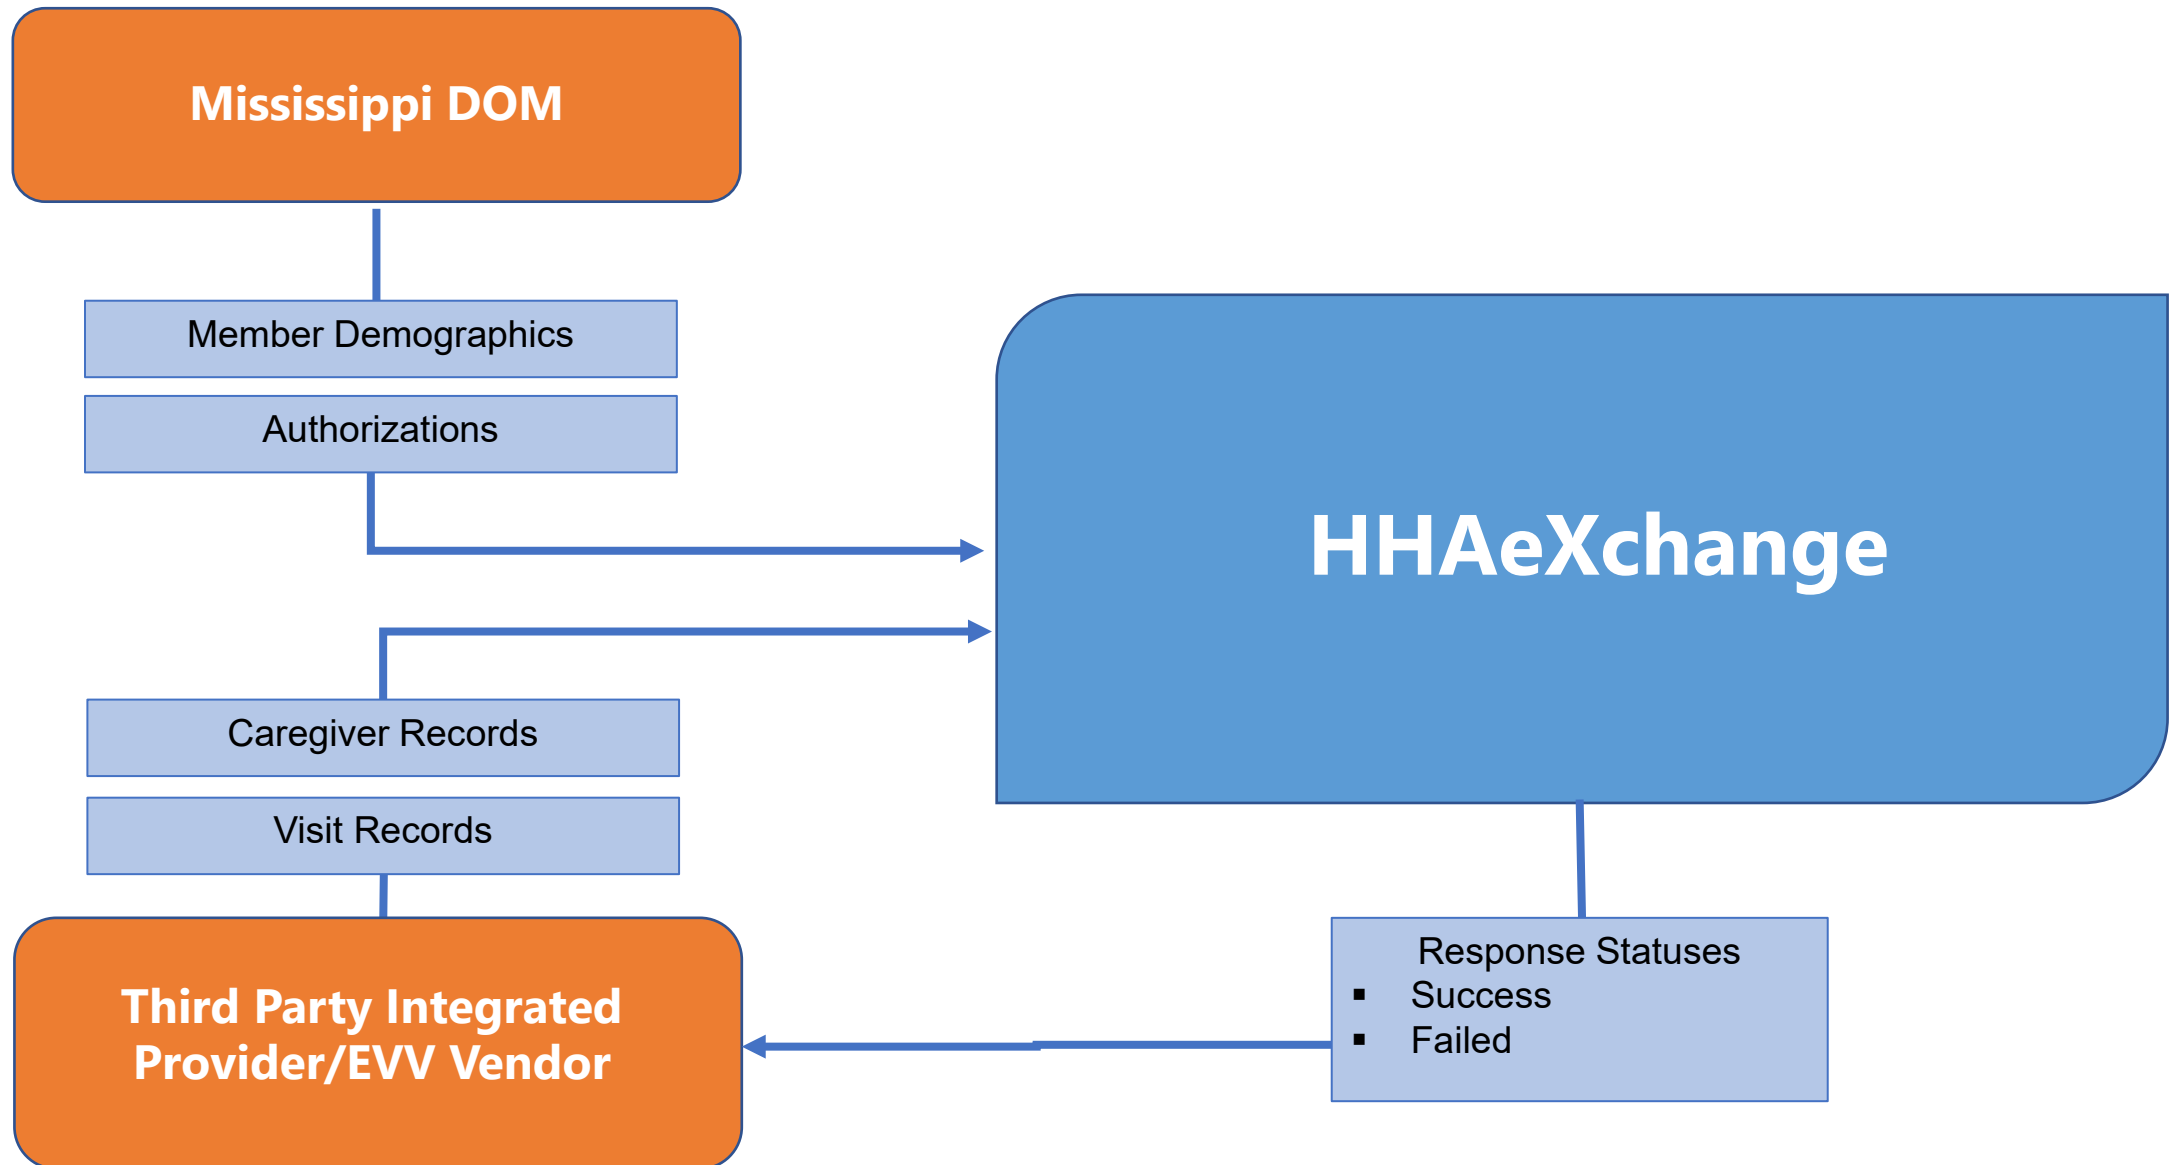 Mississippi DOM
Member Demographics
Authorizations
HHAeXchange
Caregiver Records
Visit Records
Third Party Integrated
Provider/EVV Vendor
Response Statuses
▪ Success
▪ Failed